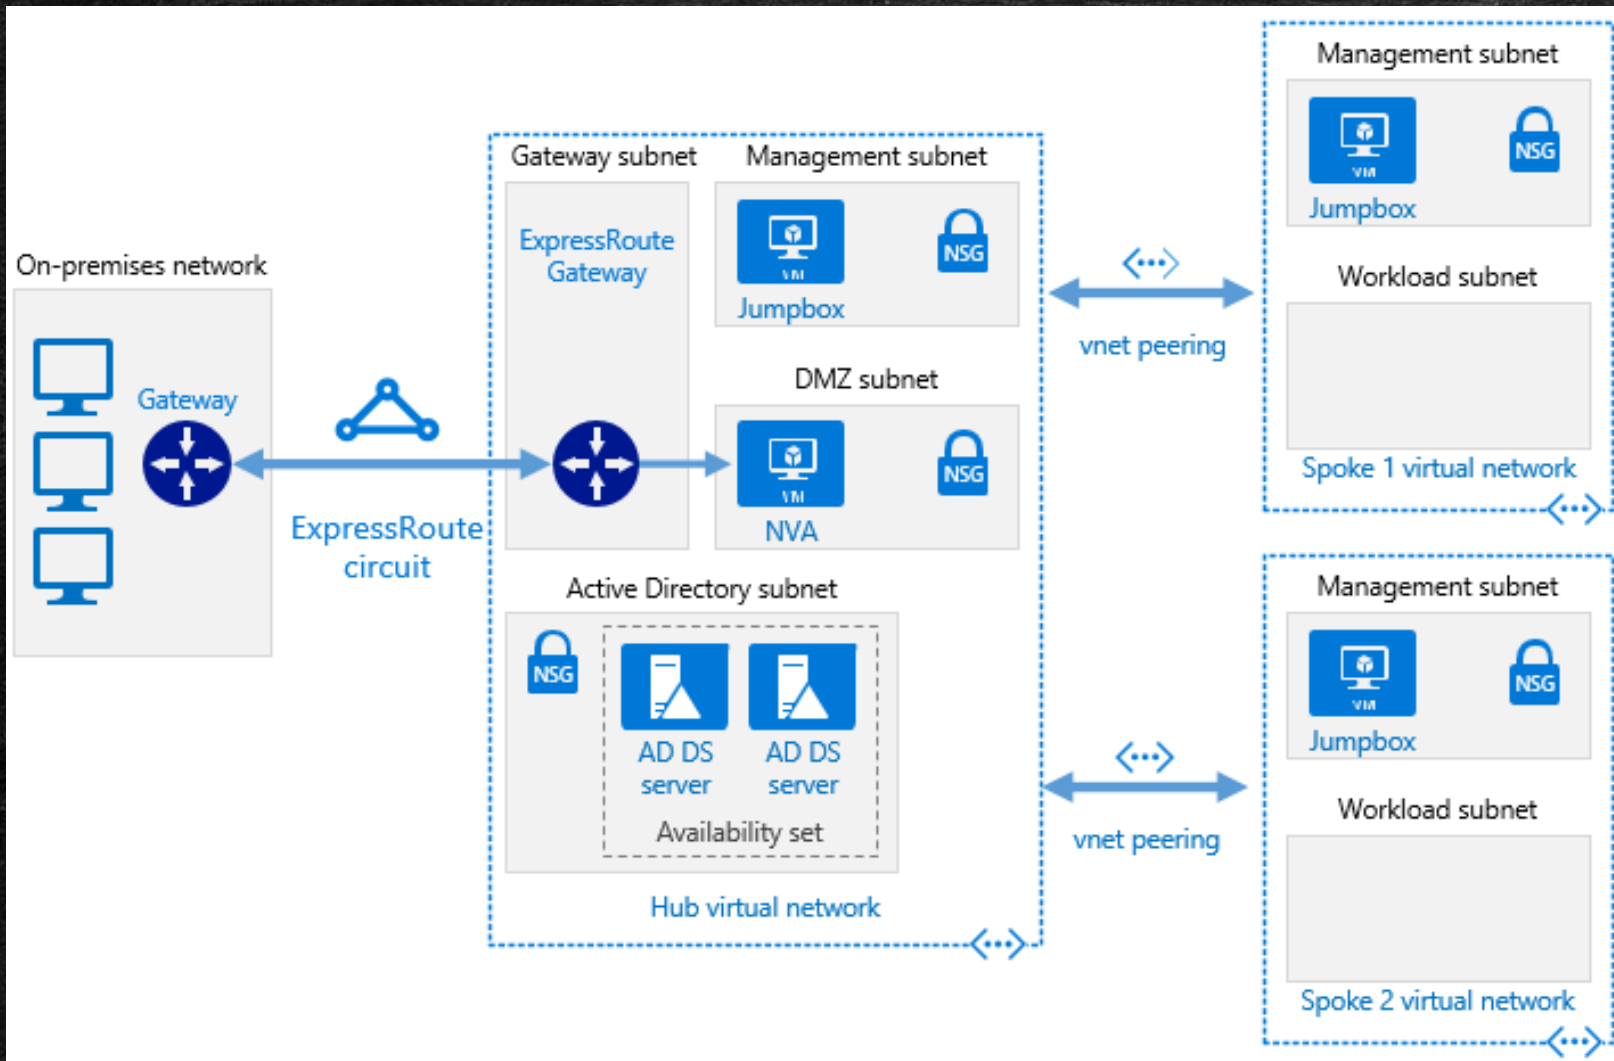 On-premises network
Gateway
ExpressRoute
circuit
Gateway subnet
ExpressRoute
Gateway
Management subnet
VM
Jumpbox
NSG
DMZ subnet
VM
NVA
NSG
Active Directory subnet
NSG
AD DS
server
AD DS
server
Availability set
Hub virtual network
vnet peering
vnet peering
Management subnet
VM
Jumpbox
NSG
Workload subnet
Spoke 1 virtual network
Management subnet
VM
Jumpbox
NSG
Workload subnet
Spoke 2 virtual network